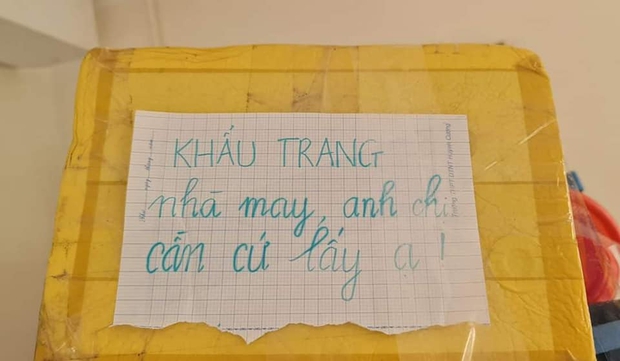 KHẨU TRANG
nhà may, anh chị
cần cứ lấy ạ!